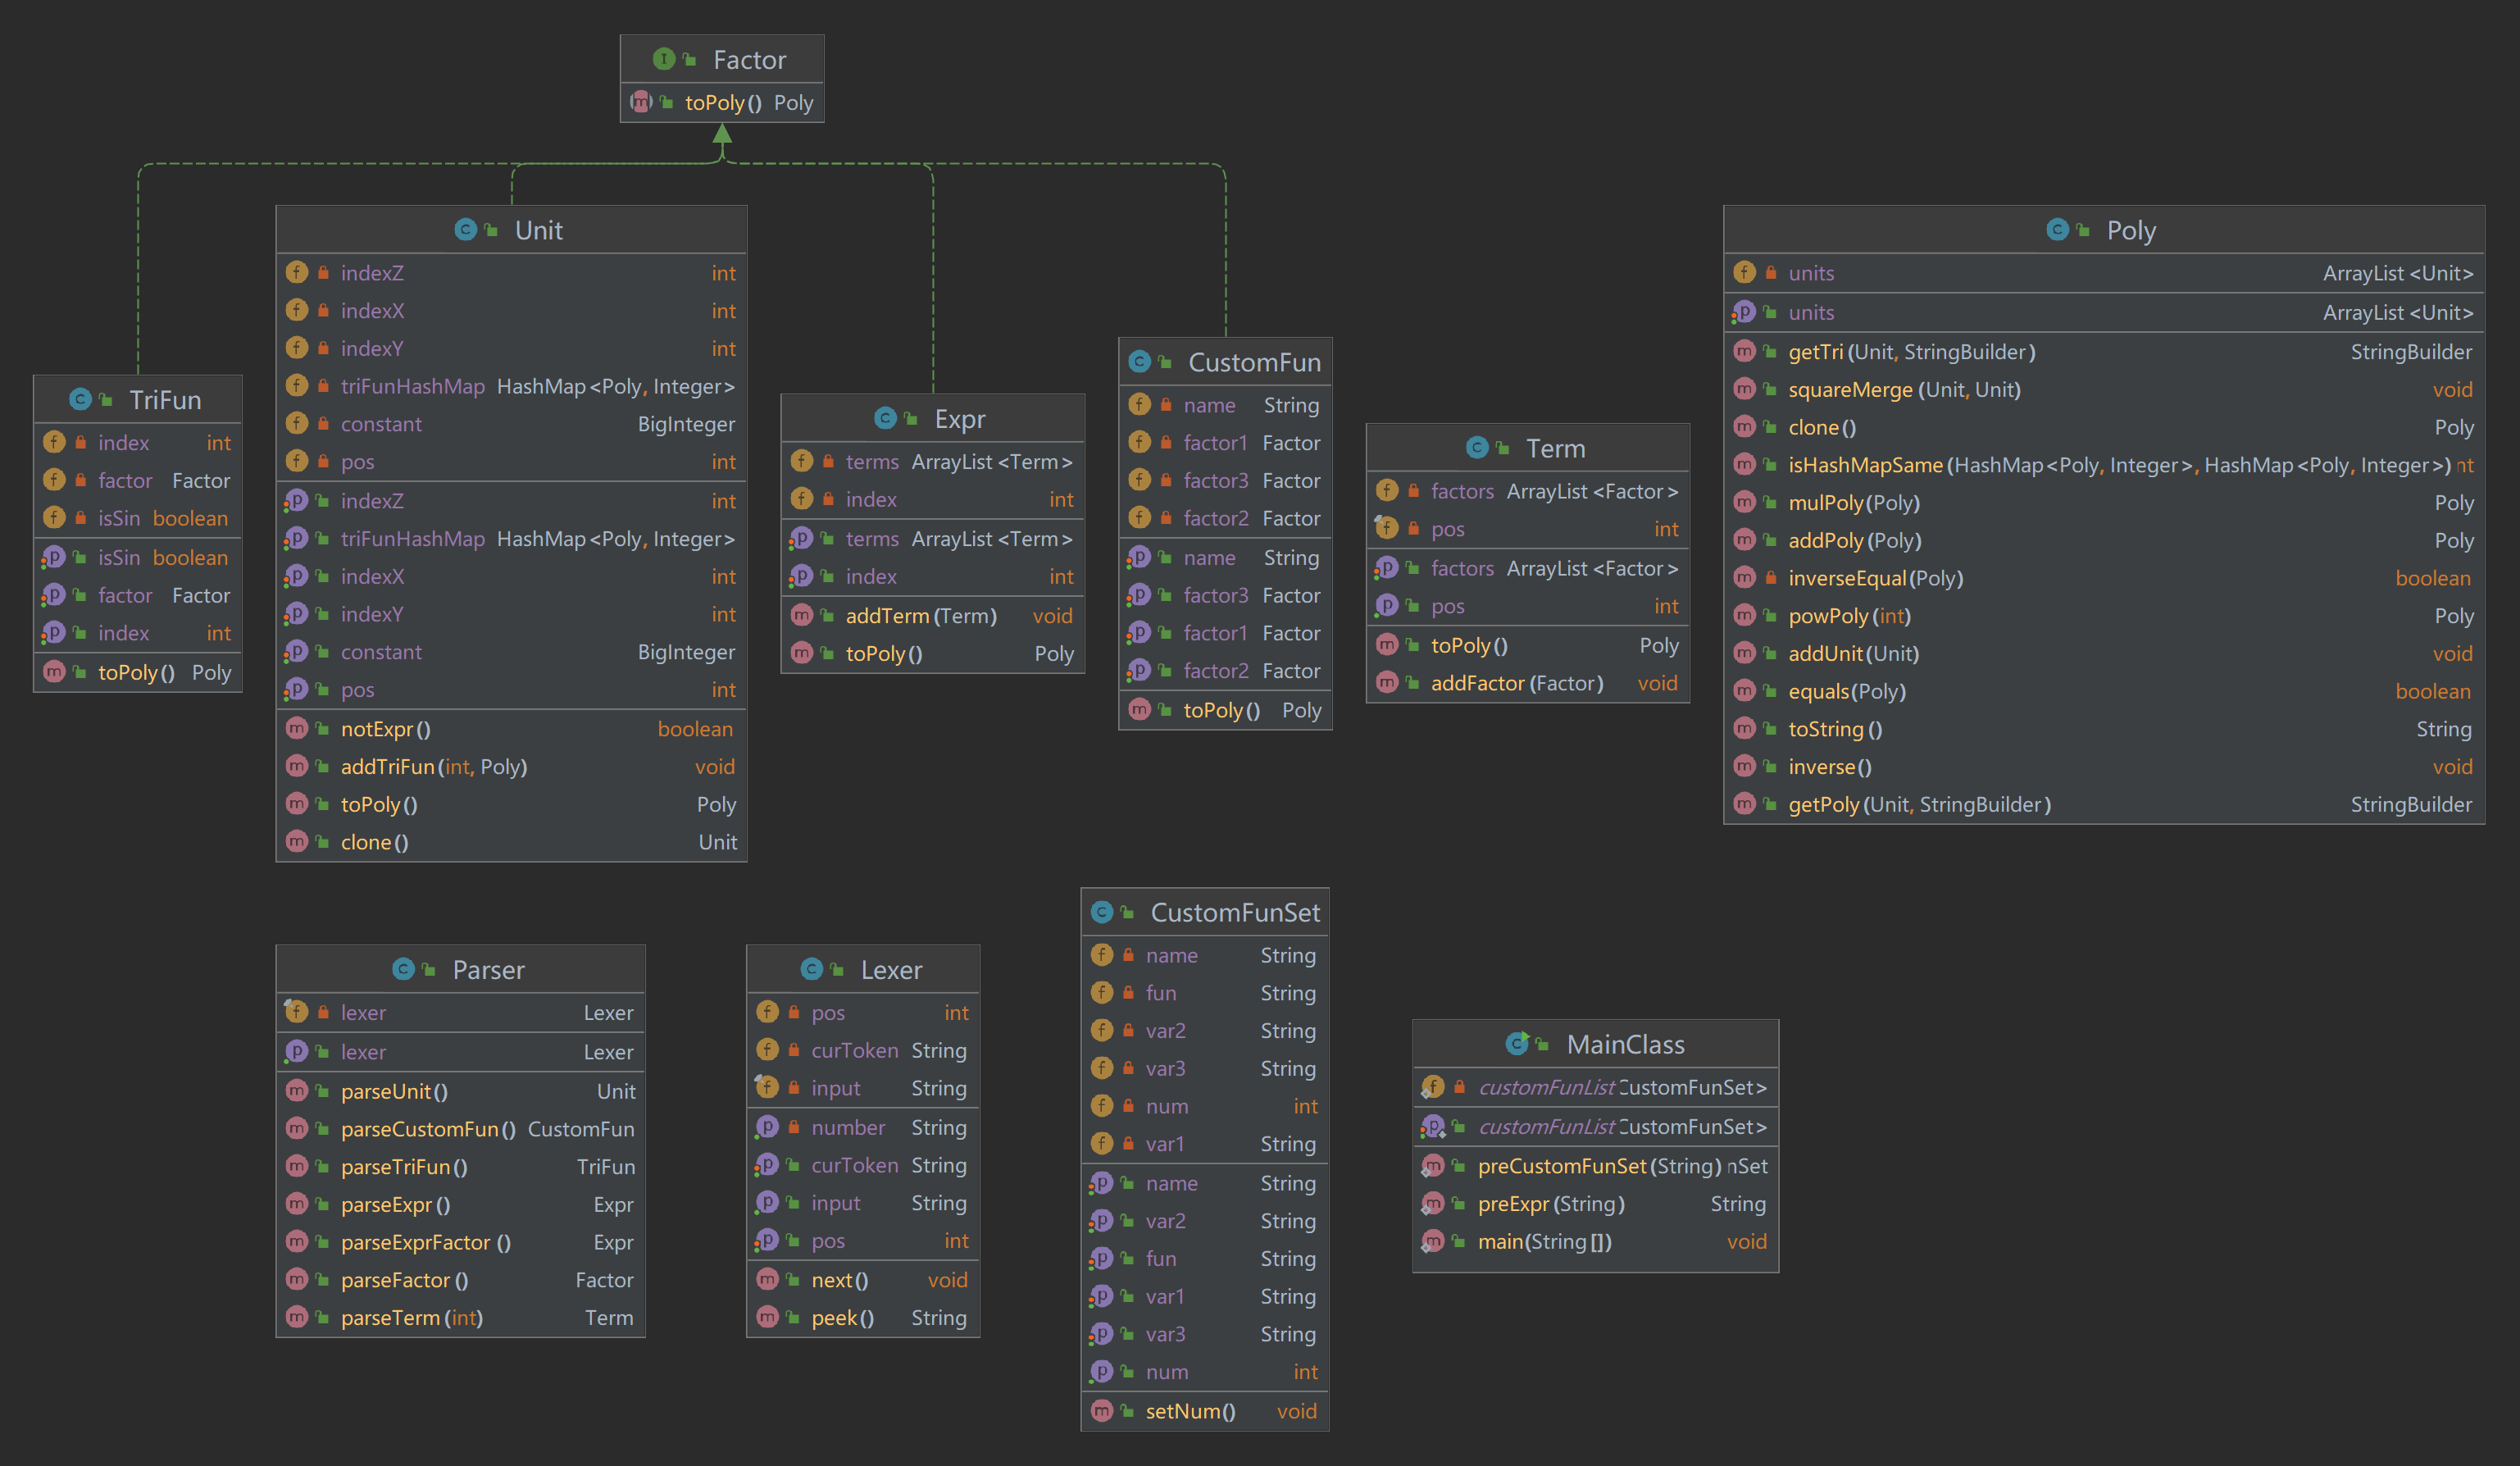 Factor
toPoly() Poly
Unit
indexZ int
indexX int
indexY int
triFunHashMap HashMap<Poly, Integer>
constant BigInteger
pos int
indexZ int
triFunHashMap HashMap<Poly, Integer>
indexX int
indexY int
constant BigInteger
pos int
notExpr() boolean
addTriFun(int, Poly) void
toPoly() Poly
clone() Unit
Poly
units ArrayList<Unit>
units ArrayList<Unit>
getTri(Unit, StringBuilder) StringBuilder
squareMerge(Unit, Unit) void
clone() Poly
isHashMapSame(HashMap<Poly, Integer>, HashMap<Poly, Integer>) nt
mulPoly(Poly) Poly
addPoly(Poly) Poly
inverseEqual(Poly) boolean
powPoly(int) Poly
addUnit(Unit) void
equals(Poly) boolean
toString() String
inverse() void
getPoly(Unit, StringBuilder) StringBuilder
CustomFun
name String
factor1 Factor
factor3 Factor
factor2 Factor
name String
factor3 Factor
factor1 Factor
factor2 Factor
toPoly() Poly
TriFun
index int
factor Factor
isSin boolean
isSin boolean
factor Factor
index int
toPoly() Poly
Expr
terms ArrayList<Term>
index int
terms ArrayList<Term>
index int
addTerm(Term) void
toPoly() Poly
Term
factors ArrayList<Factor>
pos int
factors ArrayList<Factor>
pos int
toPoly() Poly
addFactor(Factor) void
Parser
lexer Lexer
lexer Lexer
parseUnit() Unit
parseCustomFun() CustomFun
parseTriFun() TriFun
parseExpr() Expr
parseExprFactor() Expr
parseFactor() Factor
parseTerm(int) Term
Lexer
pos int
curToken String
input String
number String
curToken String
input String
pos int
next() void
peek() String
CustomFunSet
name String
fun String
var2 String
var3 String
num int
var1 String
name String
var2 String
fun String
var1 String
var3 String
num int
setNum() void
MainClass
customFunList CustomFunSet>
customFunList CustomFunSet>
preCustomFunSet(String) nSet
preExpr(String) String
main(String[]) void